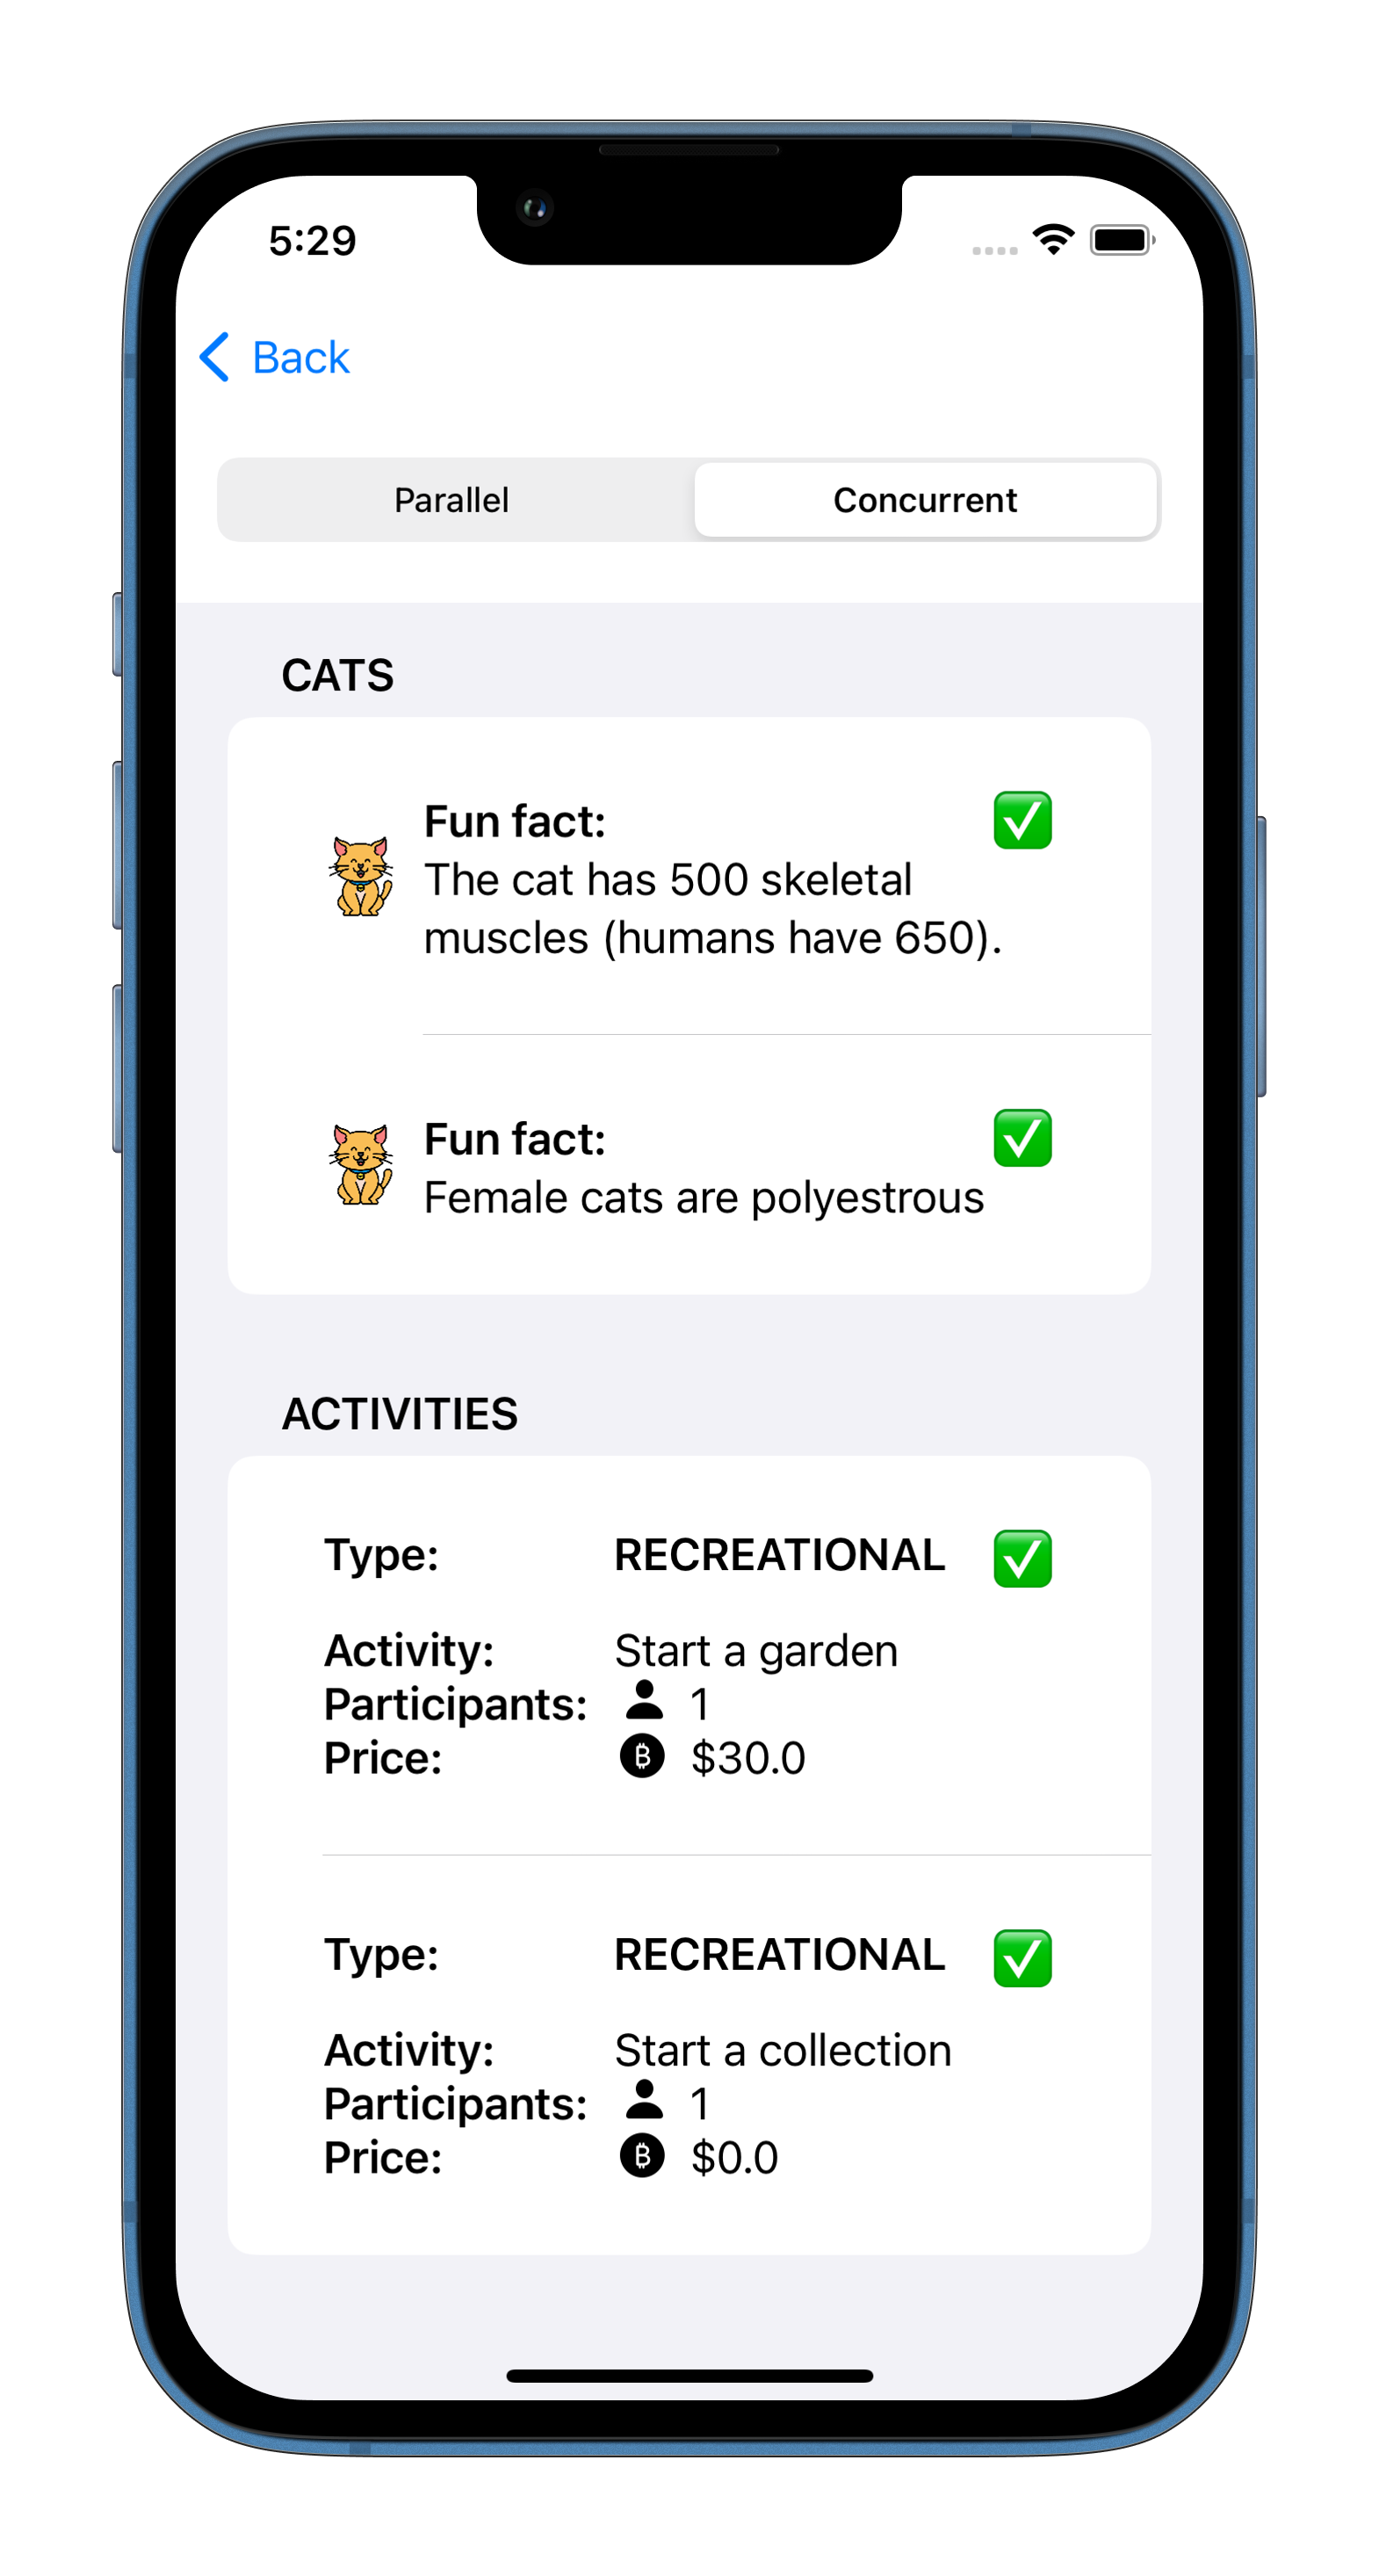 5:29
Back
Parallel
Concurrent
CATS
Fun fact:
The cat has 500 skeletal
muscles (humans have 650).
Fun fact:
Female cats are polyestrous
ACTIVITIES
Type: RECREATIONAL
Activity: Start a garden
Participants: 1
Price: $30.0
Type: RECREATIONAL
Activity: Start a collection
Participants: 1
Price: $0.0